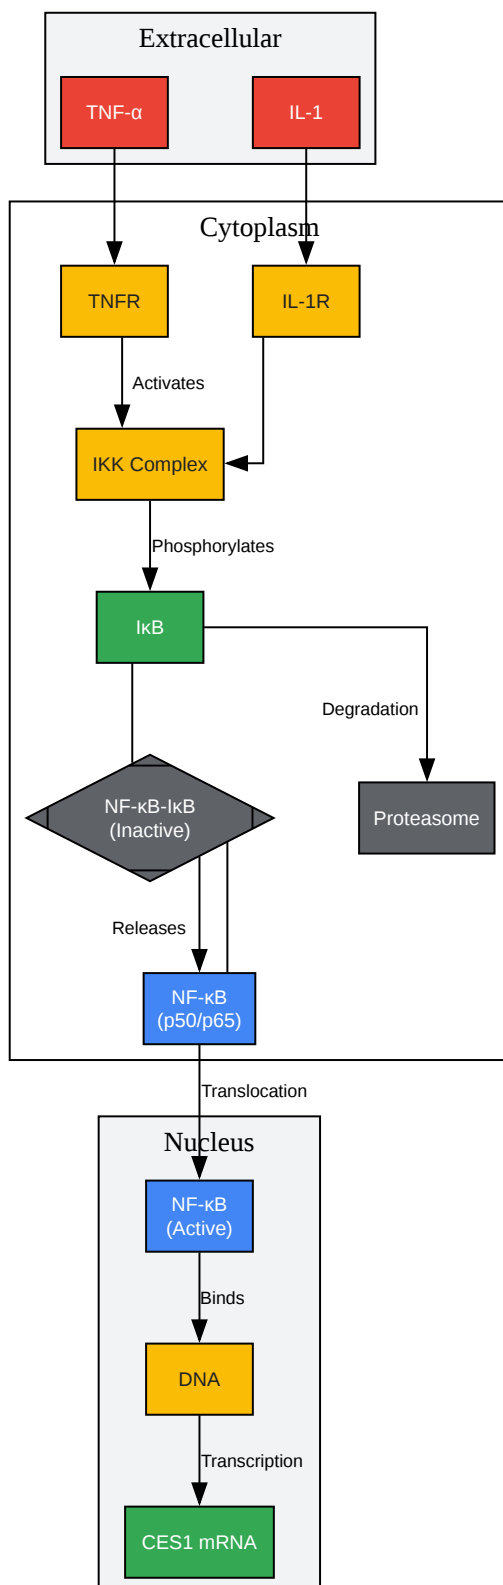 Extracellular
TNF-α
IL-1
Cytoplasm
TNFR
IL-1R
Activates
IKK Complex
Phosphorylates
IκB
Degradation
NF-κB-IκB
(Inactive)
Proteasome
Releases
NF-κB
(p50/p65)
Translocation
Nucleus
NF-κB
(Active)
Binds
DNA
Transcription
CES1 mRNA